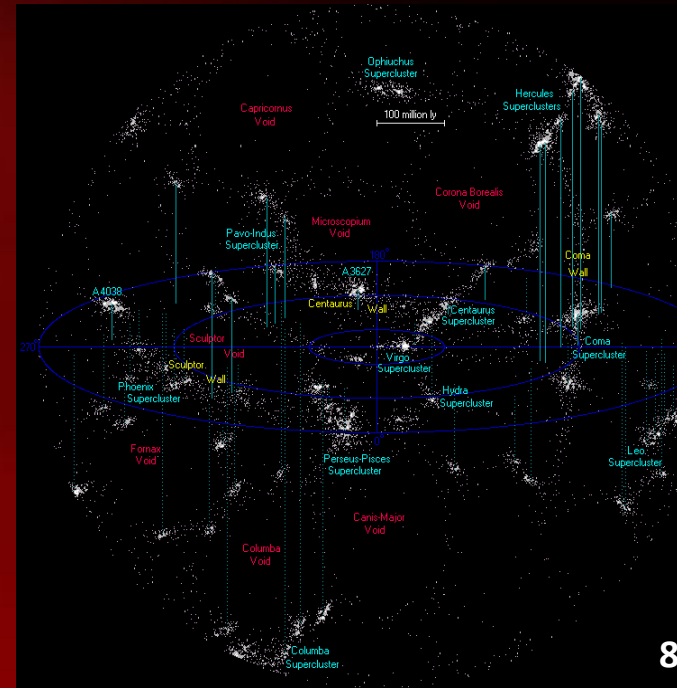 Ophiuchus
Supercluster
Hercules
Superclusters
Capricornus
Void
100 million ly
Corona Borealis
Void
Microscopium
Void
Pavo-Indus
Supercluster
180°
Coma
Wall
A3627
A4038
Centaurus
Wall
Centaurus
Supercluster
Sculptor
Void
270°
Virgo
Supercluster
Coma
Supercluster
Sculptor
Wall
Phoenix
Supercluster
Hydra
Supercluster
0°
Fornax
Void
Perseus-Pisces
Supercluster
Leo
Supercluster
Canis-Major
Void
Columba
Void
Columba
Supercluster
8